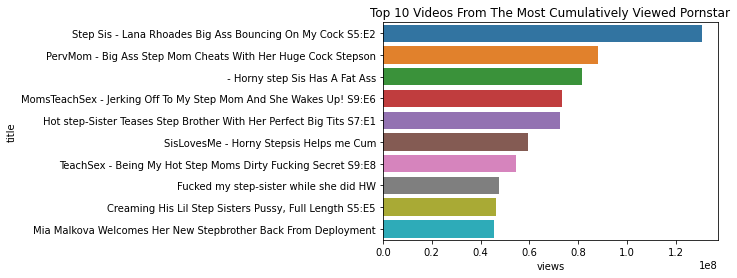 Top 10 Videos From The Most Cumulatively Viewed Pornstar
Step Sis - Lana Rhoades Big Ass Bouncing On My Cock S5:E2
PervMom - Big Ass Step Mom Cheats With Her Huge Cock Stepson
- Horny step Sis Has A Fat Ass
MomsTeachSex - Jerking Off To My Step Mom And She Wakes Up! S9:E6
Hot step-Sister Teases Step Brother With Her Perfect Big Tits S7:E1
SisLovesMe - Horny Stepsis Helps me Cum
TeachSex - Being My Hot Step Moms Dirty Fucking Secret S9:E8
Fucked my step-sister while she did HW
Creaming His Lil Step Sisters Pussy, Full Length S5:E5
Mia Malkova Welcomes Her New Stepbrother Back From Deployment
title
0.0 0.2 0.4 0.6 0.8 1.0 1.2
1e8
views